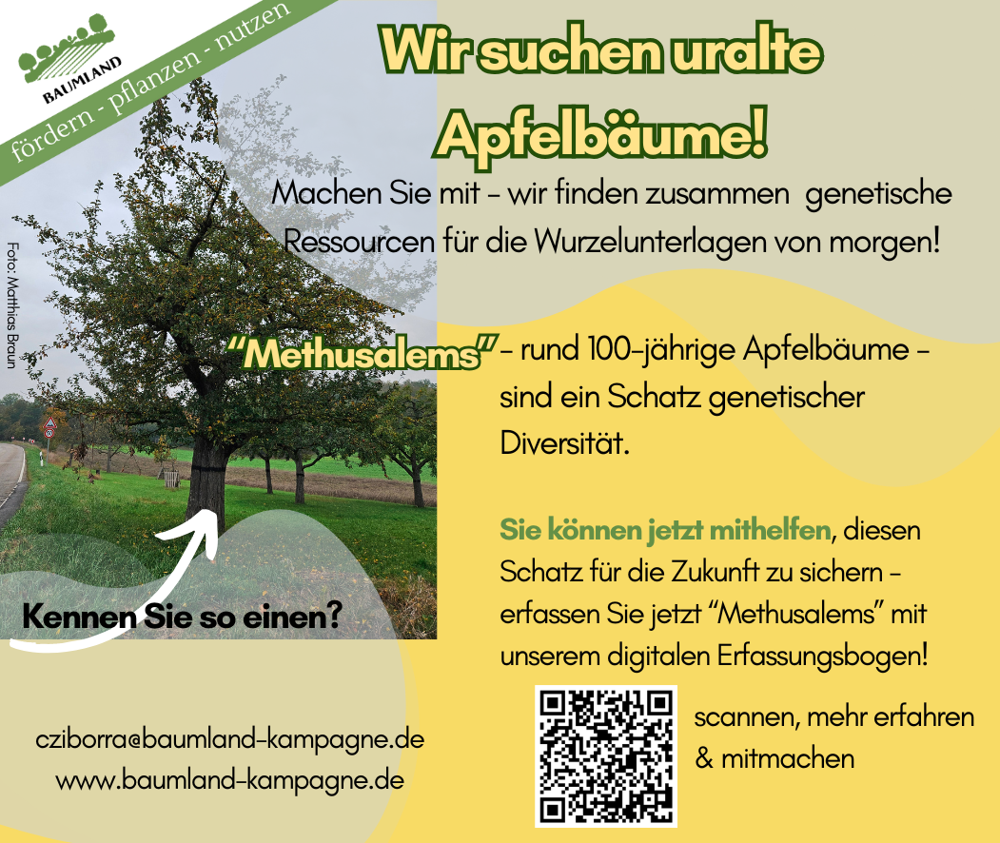 BAUMLAND
fördern - pflanzen - nutzen
Wir suchen uralte
Apfelbäume!
Machen Sie mit - wir finden zusammen genetische
Ressourcen für die Wurzelunterlagen von morgen!
Foto: Matthias Braun
“Methusalems” - rund 100-jährige Apfelbäume -
sind ein Schatz genetischer
Diversität.
Sie können jetzt mithelfen, diesen
Schatz für die Zukunft zu sichern -
erfassen Sie jetzt “Methusalems” mit
unserem digitalen Erfassungsbogen!
Kennen Sie so einen?
scannen, mehr erfahren
& mitmachen
cziborra@baumland-kampagne.de
www.baumland-kampagne.de